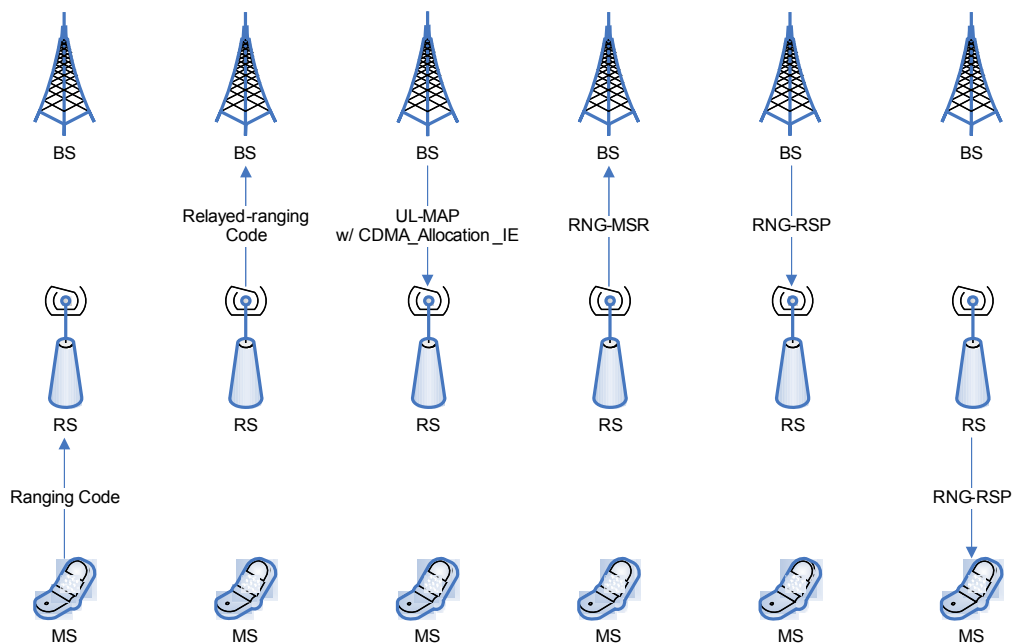 BS BS BS BS BS BS
Relayed-ranging
Code
UL-MAP
w/ CDMA_Allocation _IE
RNG-MSR
RNG-RSP
RS RS RS RS RS RS
Ranging Code
RNG-RSP
MS MS MS MS MS MS